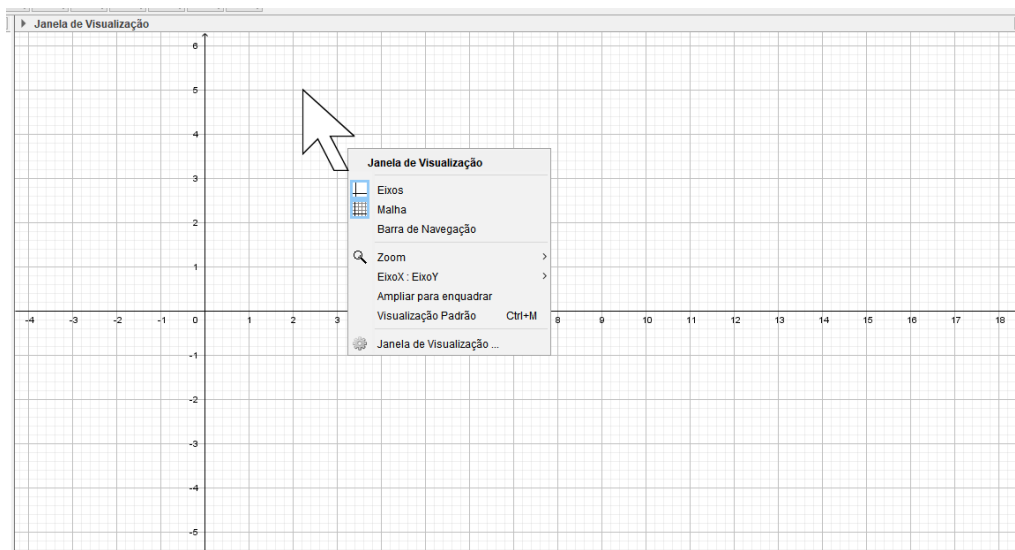 Janela de Visualização
6
5
4
3
2
1
Janela de Visualização
Eixos
Malha
Barra de Navegação
Zoom
EixoX : EixoY
Ampliar para enquadrar
Visualização Padrão Ctrl+M
Janela de Visualização ...
-4 -3 -2 -1 0 1 2 3 8 9 10 11 12 13 14 15 16 17 18
-1
-2
-3
-4
-5